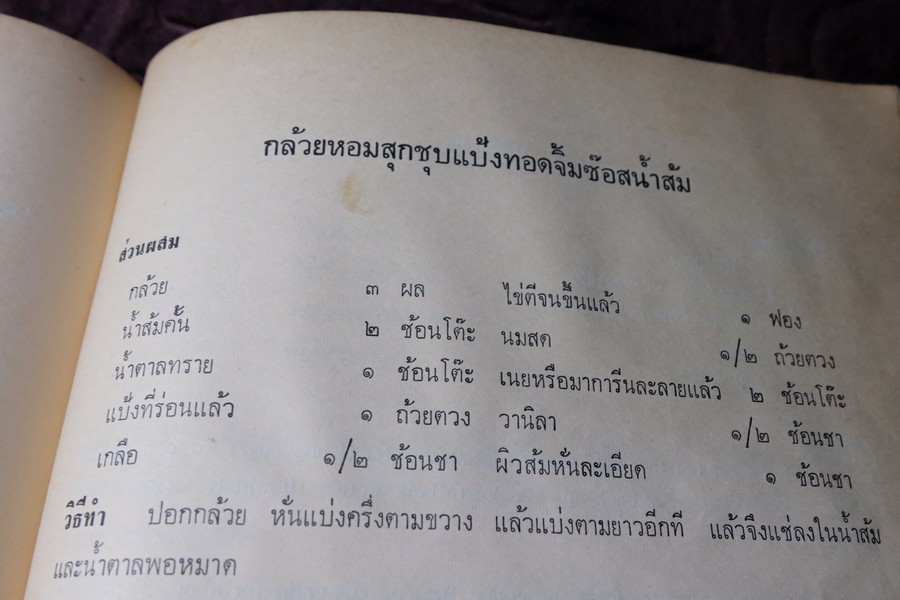 กล้วยหอมสุกชุบแป้งทอดจิ้มซ๊อสน้ำส้ม
ส่วนผสม
กล้วย ๓ ผล ไข่ตีจนขึ้นแล้ว ๑ ฟอง
น้ำส้มคั้น ๒ ช้อนโต๊ะ นมสด ๑/๒ ถ้วยตวง
น้ำตาลทราย ๑ ช้อนโต๊ะ เนยหรือมาการีนละลายแล้ว ๒ ช้อนโต๊ะ
แป้งที่ร่อนแล้ว ๑ ถ้วยตวง วานิลา ๑/๒ ช้อนชา
เกลือ ๑/๒ ช้อนชา ผิวส้มหั่นละเอียด ๑ ช้อนชา
วิธีทำ ปอกกล้วย หั่นแบ่งครึ่งตามขวาง แล้วแบ่งตามยาวอีกที แล้วจึงแช่ลงในน้ำส้ม
และน้ำตาลพอหมาด